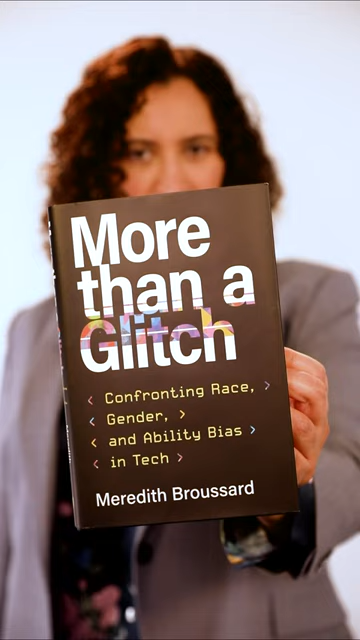 More
than a
Glitch
‹ Confronting Race, ›
‹ Gender, ›
‹ and Ability Bias ›
‹ in Tech ›
Meredith Broussard